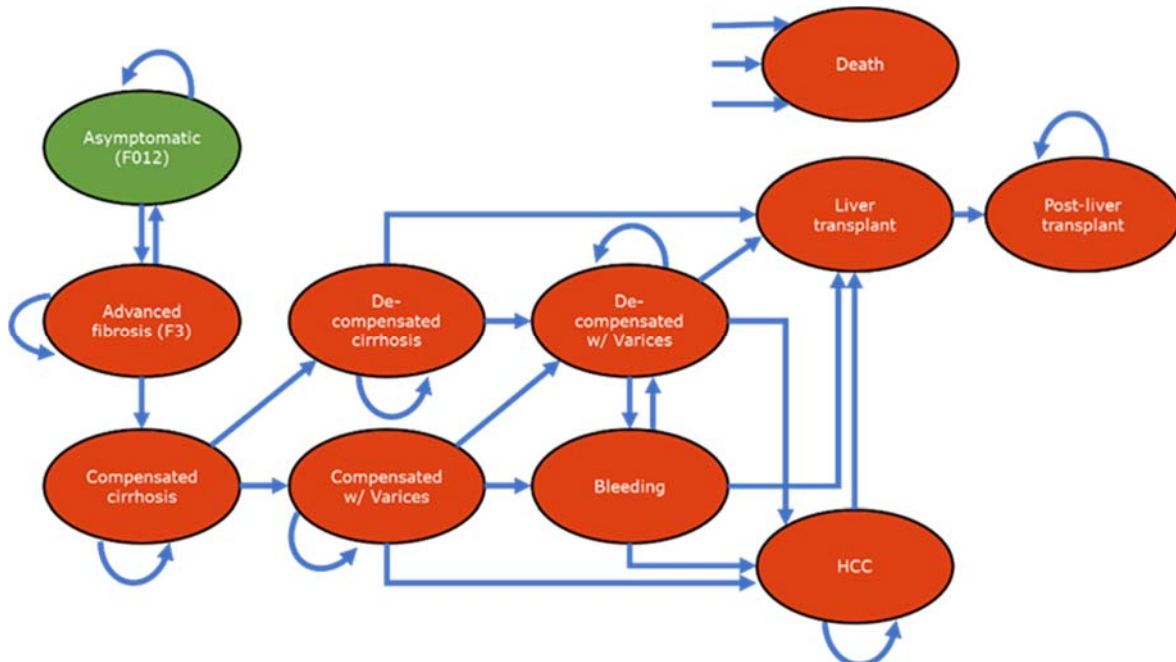 Death
Asymptomatic
(F012)
Liver
transplant
Post-liver
transplant
Advanced
fibrosis (F3)
De-
compensated
cirrhosis
De-
compensated
w/ Varices
Compensated
cirrhosis
Compensated
w/ Varices
Bleeding
HCC